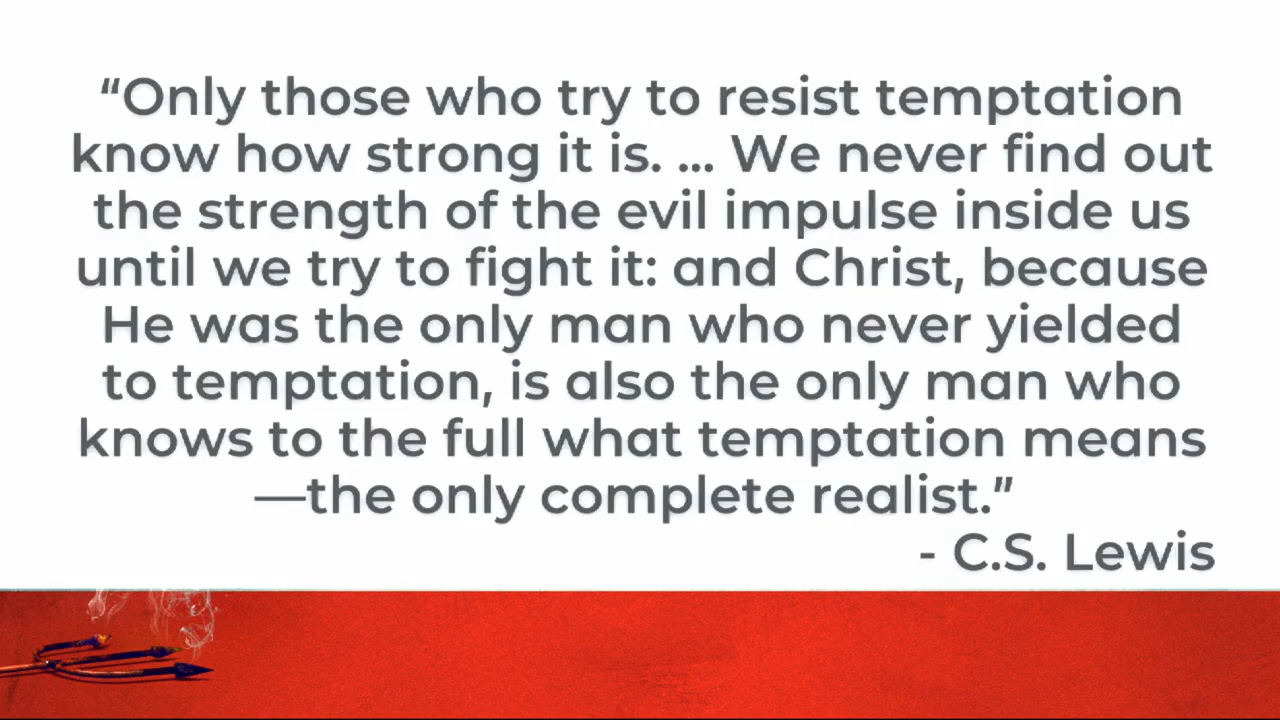 “Only those who try to resist temptation
know how strong it is. ... We never find out
the strength of the evil impulse inside us
until we try to fight it: and Christ, because
He was the only man who never yielded
to temptation, is also the only man who
knows to the full what temptation means
—the only complete realist.”
- C.S. Lewis